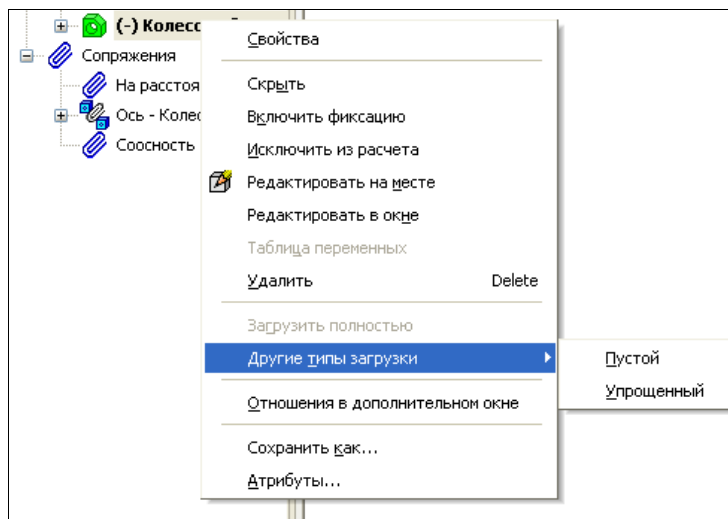 (-) Колесс
Сопряжения
На расстоя
Ось - Колес
Соосность
Свойства
Скрыть
Включить фиксацию
Исключить из расчета
Редактировать на месте
Редактировать в окне
Таблица переменных
Удалить Delete
Загрузить полностью
Другие типы загрузки
Отношения в дополнительном окне
Сохранить как...
Атрибуты...
Пустой
Упрощенный